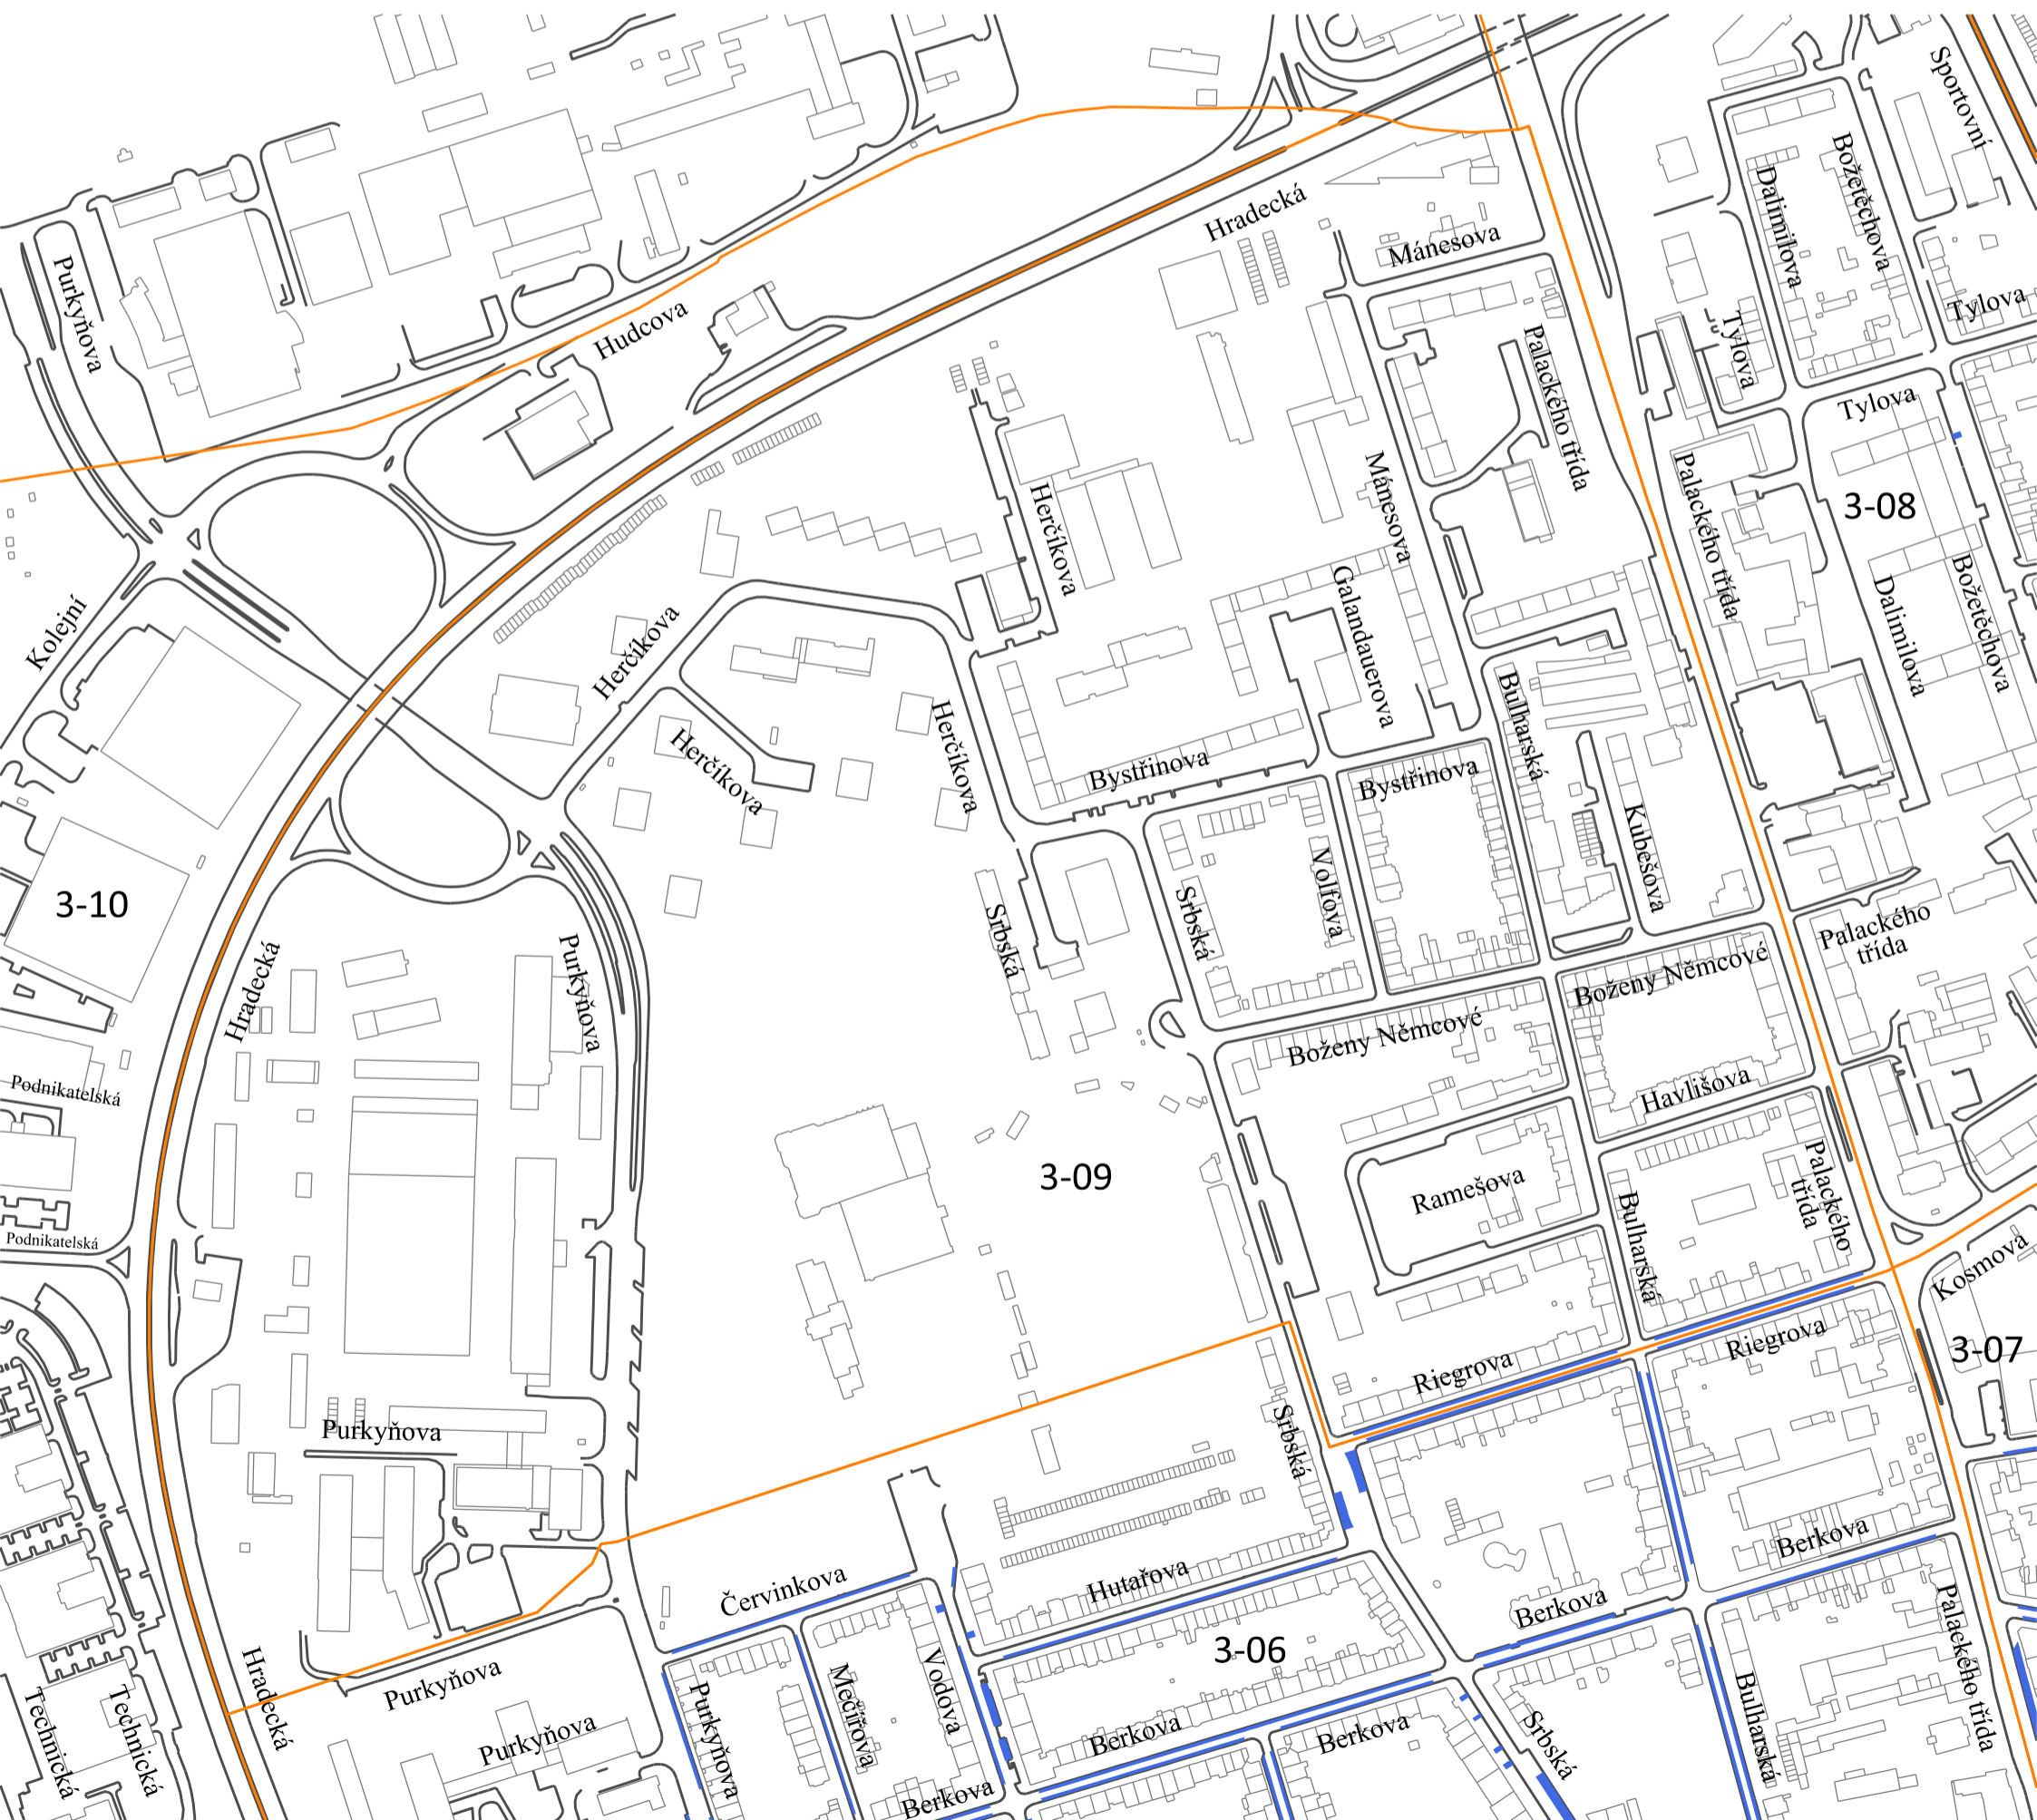 Sportovní
Božetěchova
Dalimilova
Hradecká
Mánesova
Purkyňova
Tylova
Hudcova
Tylova
Palackého třída
Tylova
Mánesova
Palackého třída
3-08
Herčíkova
Galandauerova
Božetěchova
Dalimilova
Kolejní
Herčíkova
Bulharská
Herčíkova
Herčíkova
Bystřinova
Bystřinova
Kubešova
Volfova
3-10
Srbská
Srbská
Palackého
třída
Hradecká
Purkyňova
Boženy Němcové
Boženy Němcové
Podnikatelská
Havlišova
3-09
Ramešova
Palackého
třída
Bulharská
Podnikatelská
Kosmova
Riegrova
3-07
Riegrova
Purkyňova
Srbská
Berkova
Červinkova
Hutařova
Berkova
3-06
Palackého třída
Hradecká
Purkyňova
Vodova
Mečířova
Purkyňova
Technická
Technická
Purkyňova
Berkova
Berkova
Srbská
Bulharská
Berkova